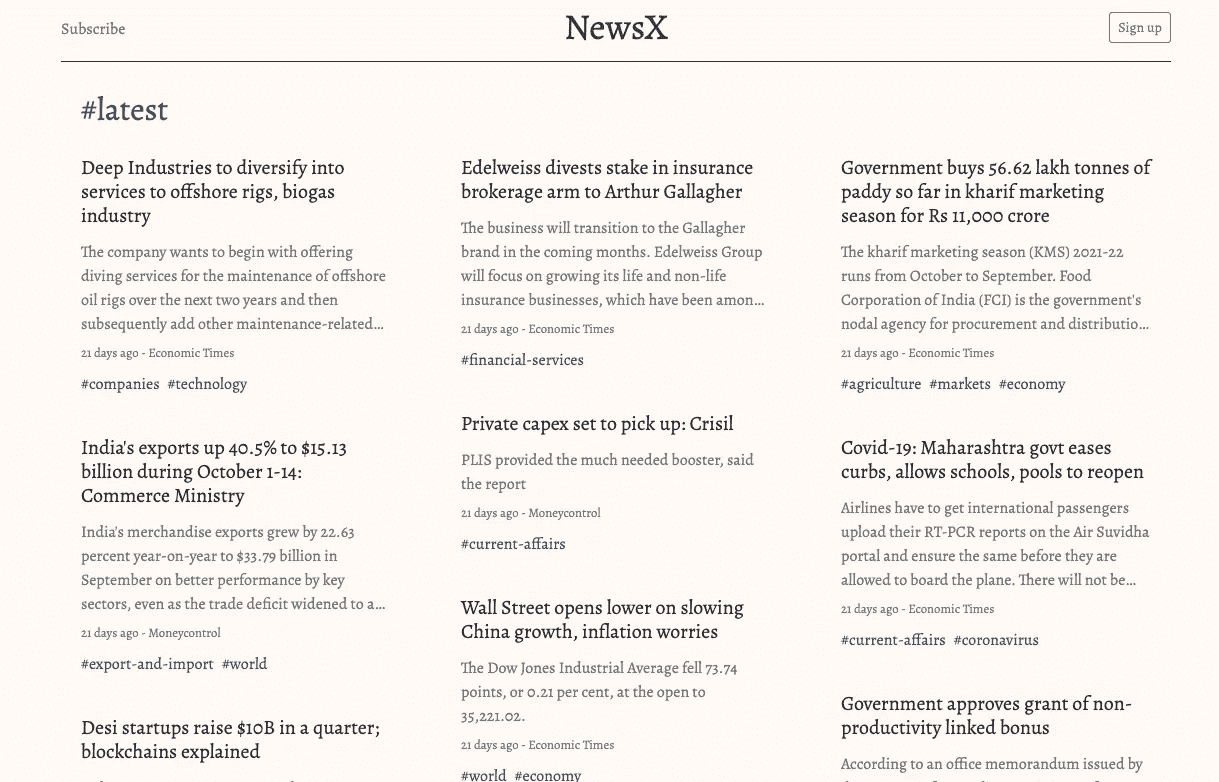 Subscribe
NewsX
Sign up
#latest
Deep Industries to diversify into
services to offshore rigs, biogas
industry
The company wants to begin with offering
diving services for the maintenance of offshore
oil rigs over the next two years and then
subsequently add other maintenance-related...
21 days ago - Economic Times
#companies #technology
India's exports up 40.5% to $15.13
billion during October 1-14:
Commerce Ministry
India's merchandise exports grew by 22.63
percent year-on-year to $33.79 billion in
September on better performance by key
sectors, even as the trade deficit widened to a...
21 days ago - Moneycontrol
#export-and-import #world
Desi startups raise $10B in a quarter;
blockchains explained
Edelweiss divests stake in insurance
brokerage arm to Arthur Gallagher
The business will transition to the Gallagher
brand in the coming months. Edelweiss Group
will focus on growing its life and non-life
insurance businesses, which have been amon...
21 days ago - Economic Times
#financial-services
Private capex set to pick up: Crisil
PLIS provided the much needed booster, said
the report
21 days ago - Moneycontrol
#current-affairs
Wall Street opens lower on slowing
China growth, inflation worries
The Dow Jones Industrial Average fell 73.74
points, or 0.21 per cent, at the open to
35,221.02.
21 days ago - Economic Times
#world #economy
Government buys 56.62 lakh tonnes of
paddy so far in kharif marketing
season for Rs 11,000 crore
The kharif marketing season (KMS) 2021-22
runs from October to September. Food
Corporation of India (FCI) is the government's
nodal agency for procurement and distributio...
21 days ago - Economic Times
#agriculture #markets #economy
Covid-19: Maharashtra govt eases
curbs, allows schools, pools to reopen
Airlines have to get international passengers
upload their RT-PCR reports on the Air Suvidha
portal and ensure the same before they are
allowed to board the plane. There will not be...
21 days ago - Economic Times
#current-affairs #coronavirus
Government approves grant of non-
productivity linked bonus
According to an office memorandum issued by